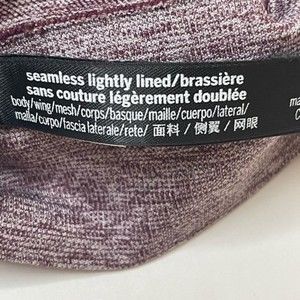 seamless lightly lined/brassière
sans couture légèrement doublée
body/wing/mesh/corps/basque/maille/cuerpo/lateral/
malla/corpo/fascia laterale/rete/ 面料 / 侧翼 / 网眼